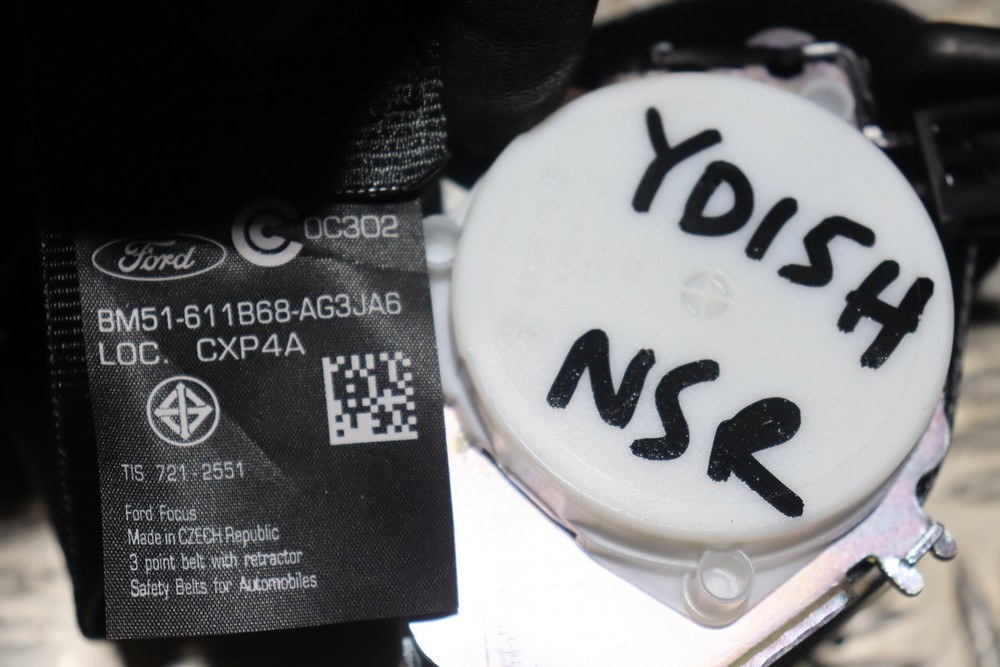 Ford
0C302
BM51-611B68-AG3JA6
LOC. CXP4A
TIS 721-2551
Ford Focus
Made in CZECH Republic
3 point belt with retractor
Safety Belts for Automobiles
YDISH
NSR